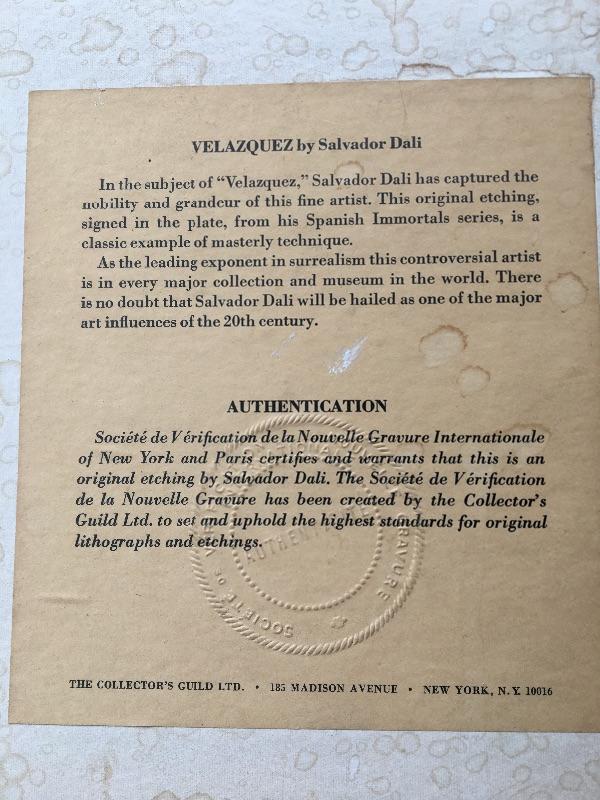 VELAZQUEZ by Salvador Dali
In the subject of “Velazquez,” Salvador Dali has captured the
nobility and grandeur of this fine artist. This original etching,
signed in the plate, from his Spanish Immortals series, is a
classic example of masterly technique.
As the leading exponent in surrealism this controversial artist
is in every major collection and museum in the world. There
is no doubt that Salvador Dali will be hailed as one of the major
art influences of the 20th century.
AUTHENTICATION
Société de Vérification de la Nouvelle Gravure Internationale
of New York and Paris certifies and warrants that this is an
original etching by Salvador Dali. The Société de Vérification
de la Nouvelle Gravure has been created by the Collector's
Guild Ltd. to set and uphold the highest standards for original
lithographs and etchings.
SOCIETE DE
GRAVURE
THE COLLECTOR'S GUILD LTD. • 185 MADISON AVENUE • NEW YORK, N.Y. 10016